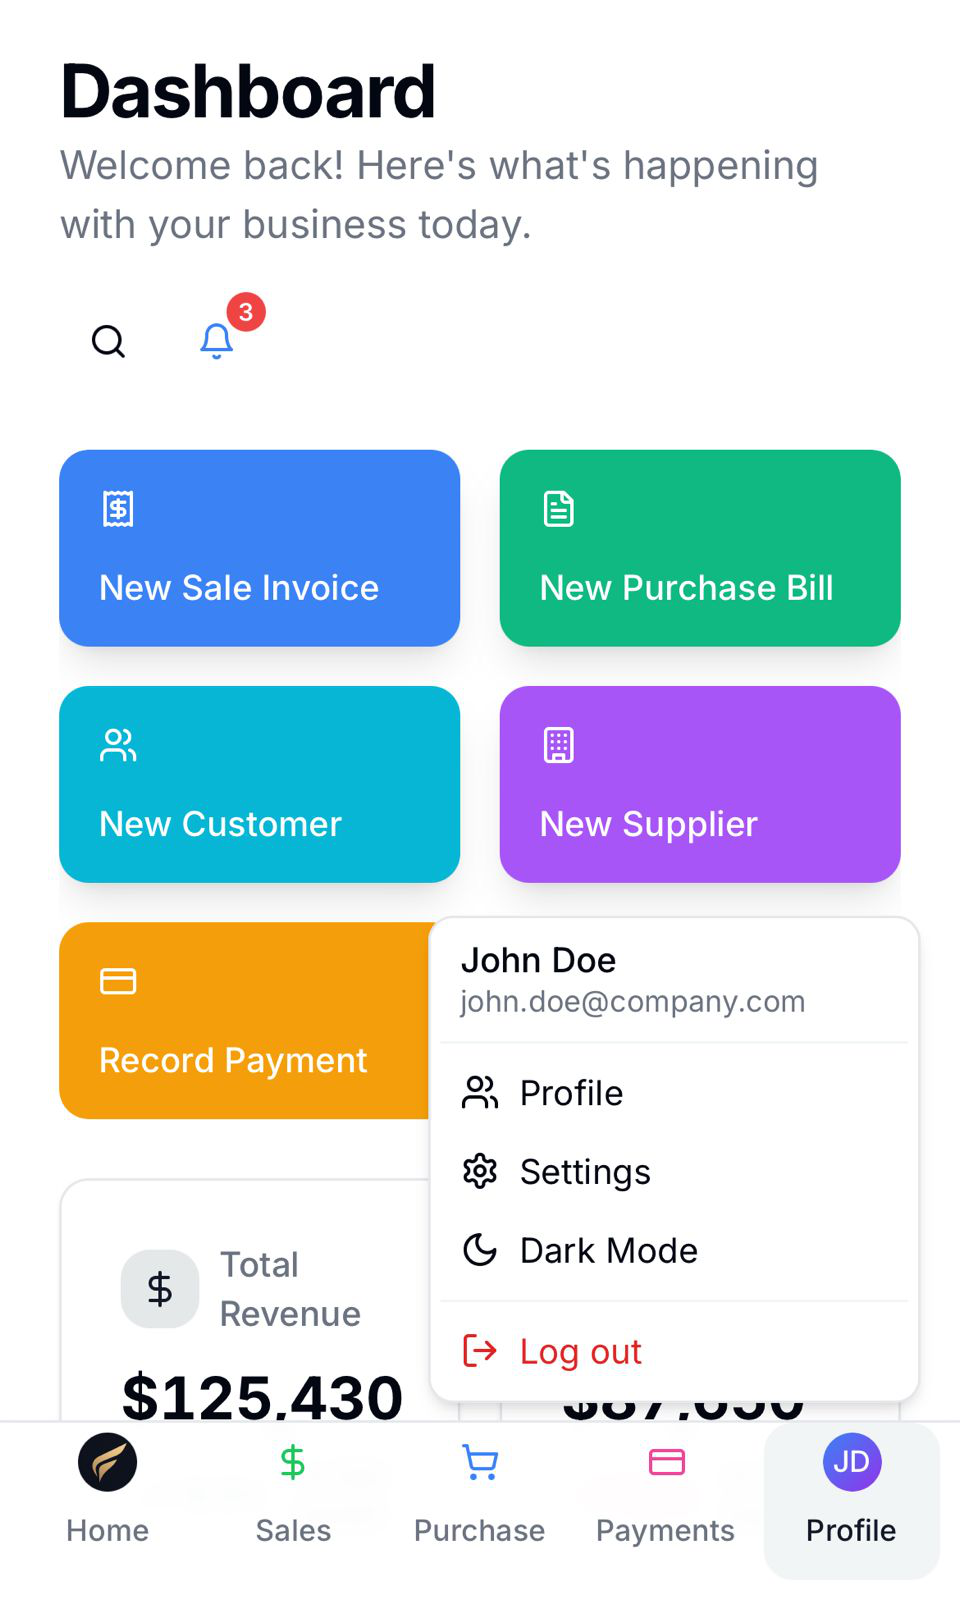 Dashboard
Welcome back! Here's what's happening
with your business today.
3
New Sale Invoice
New Purchase Bill
New Customer
New Supplier
Record Payment
John Doe
john.doe@company.com
Profile
Settings
Dark Mode
Log out
Total
Revenue
$125,430
$87,650
Home
Sales
Purchase
Payments
JD
Profile